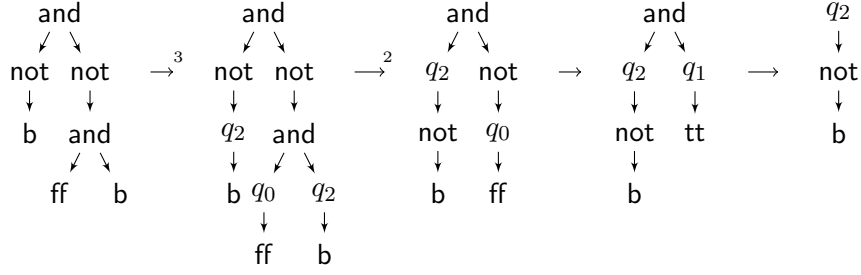 and and and and q₂
not not →³ not not →² q₂ not → q₂ q₁ → not
b and q₂ and not q₀ not tt b
ff b b q₀ q₂ b ff b
ff b